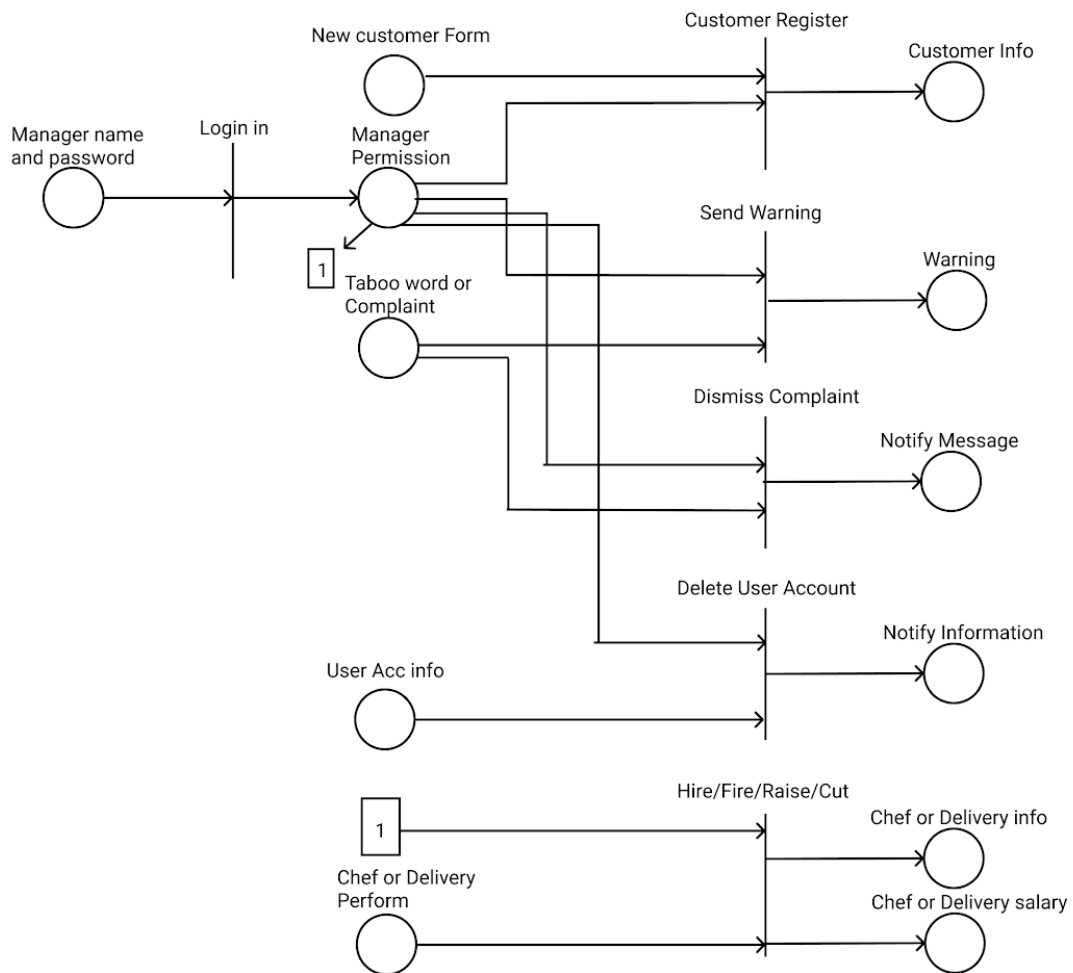 Customer Register
New customer Form
Customer Info
Login in
Manager name
and password
Manager
Permission
Send Warning
1
Warning
Taboo word or
Complaint
Dismiss Complaint
Notify Message
Delete User Account
Notify Information
User Acc info
Hire/Fire/Raise/Cut
1
Chef or Delivery info
Chef or Delivery
Perform
Chef or Delivery salary